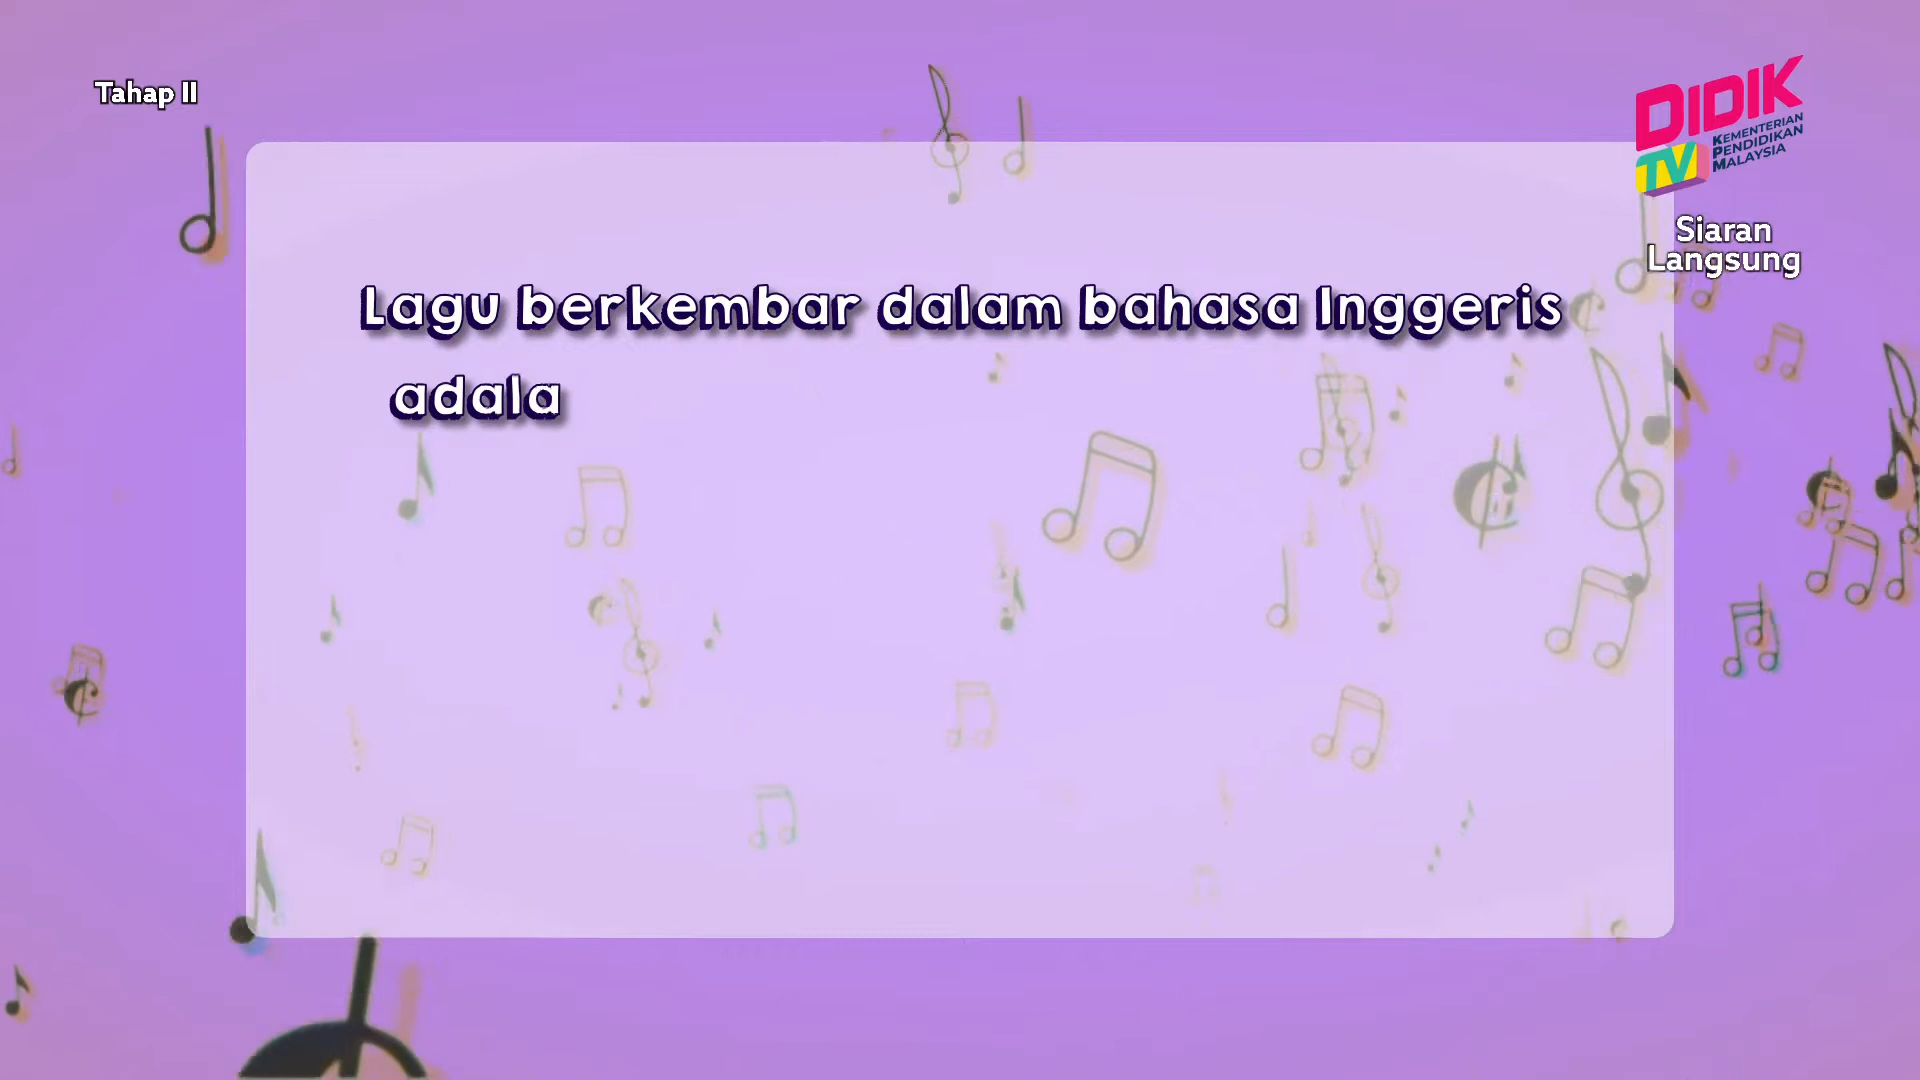 Tahap II
DIDIK
TV
KEMENTERIAN
PENDIDIKAN
MALAYSIA
Siaran
Langsung
Lagu berkembar dalam bahasa Inggeris
adala